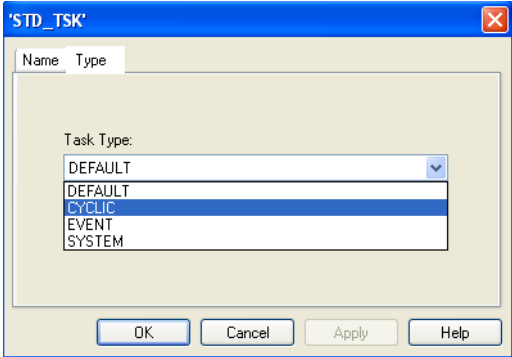 'STD_TSK'
Name Type
Task Type:
DEFAULT
DEFAULT
CYCLIC
EVENT
SYSTEM
OK Cancel Apply Help